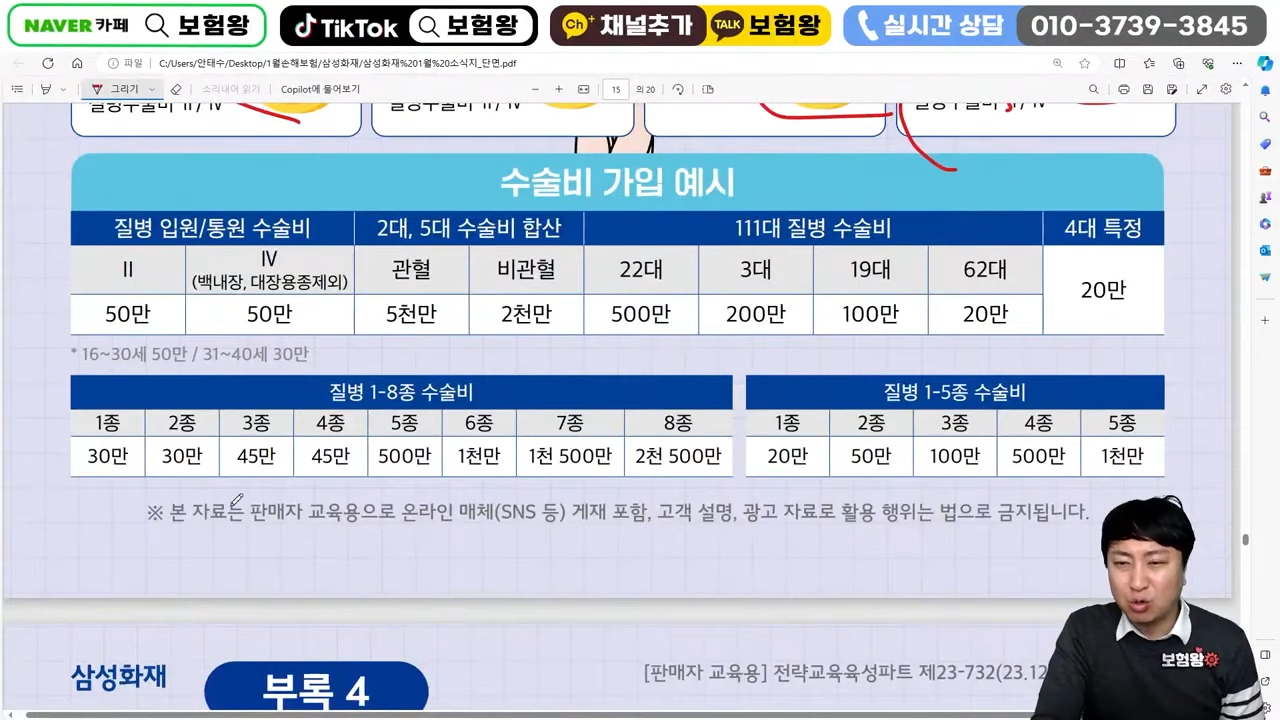 NAVER 카페 보험왕
TikTok 보험왕
Ch+ 채널추가 TALK 보험왕
실시간 상담 010-3739-3845
파일 C:/Users/안태수/Desktop/1월손해보험/삼성화재/삼성화재%201월%20소식지_단면.pdf
그리기 소리내어 읽기 Copilot에 물어보기 15 의 20
질병수술비 II / IV 질병수술비 II / IV
수술비 가입 예시
질병 입원/통원 수술비 2대, 5대 수술비 합산 111대 질병 수술비 4대 특정
II IV 관혈 비관혈 22대 3대 19대 62대 20만
(백내장, 대장용종제외)
50만 50만 5천만 2천만 500만 200만 100만 20만
* 16~30세 50만 / 31~40세 30만
질병 1-8종 수술비 질병 1-5종 수술비
1종 2종 3종 4종 5종 6종 7종 8종 1종 2종 3종 4종 5종
30만 30만 45만 45만 500만 1천만 1천 500만 2천 500만 20만 50만 100만 500만 1천만
※ 본 자료는 판매자 교육용으로 온라인 매체(SNS 등) 게재 포함, 고객 설명, 광고 자료로 활용 행위는 법으로 금지됩니다.
삼성화재 부록 4 [판매자 교육용] 전략교육육성파트 제23-732(23.12
보험왕